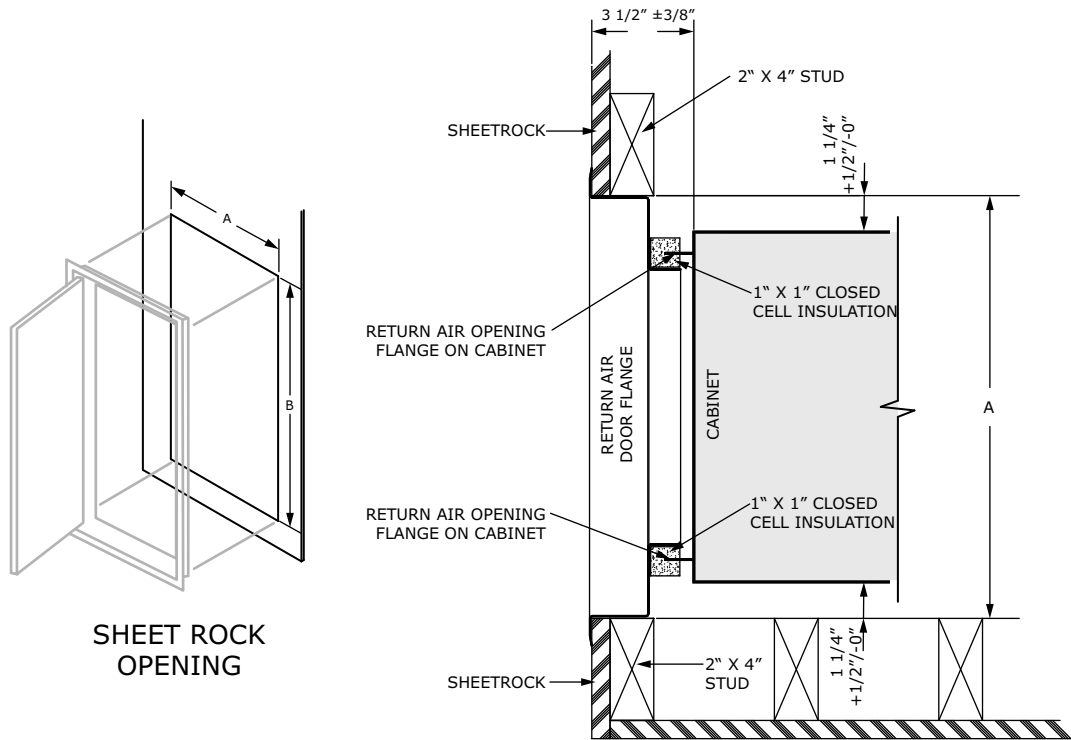 3 1/2” ±3/8”
2“ X 4” STUD
SHEETROCK
1 1/4”
+1/2”/-0”
A
1“ X 1” CLOSED
CELL INSULATION
RETURN AIR OPENING
FLANGE ON CABINET
RETURN AIR
DOOR FLANGE
CABINET
A
B
1“ X 1” CLOSED
CELL INSULATION
RETURN AIR OPENING
FLANGE ON CABINET
SHEET ROCK
OPENING
2“ X 4”
STUD
SHEETROCK
1 1/4”
+1/2”/-0”